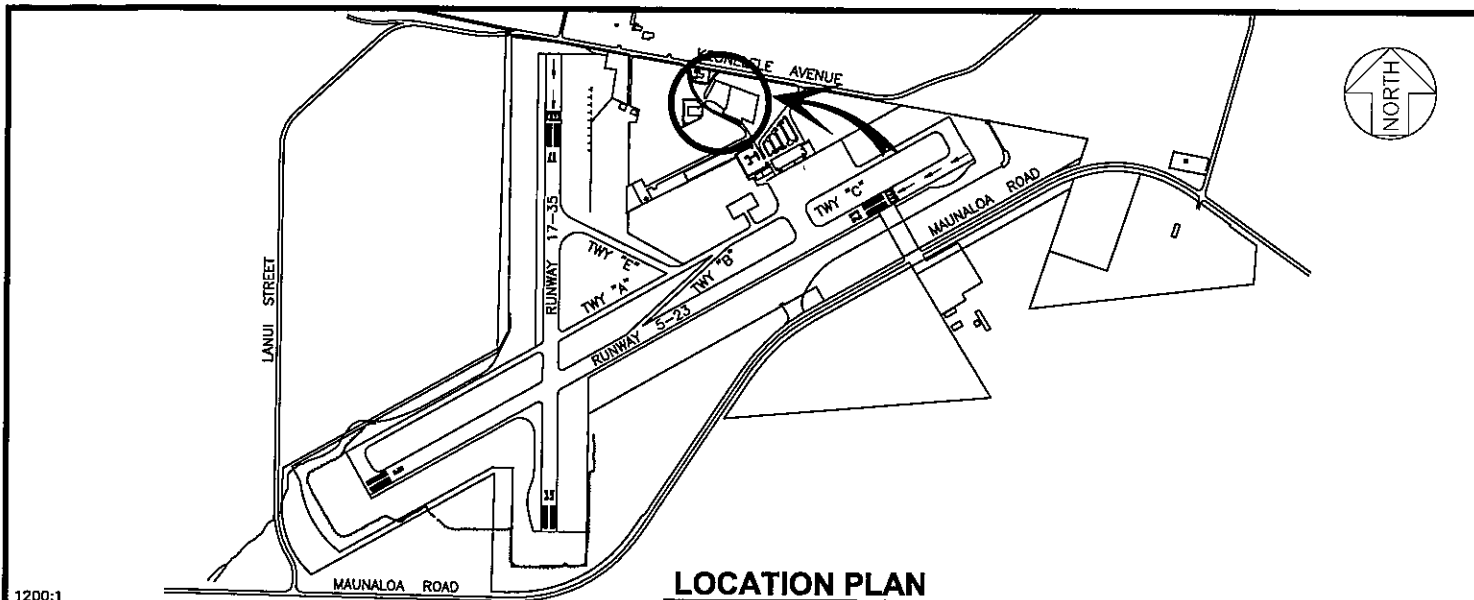 AVENUE
NORTH
LANUI STREET
RUNWAY 17-35
TWY "E"
TWY "A"
TWY "B"
TWY "C"
RUNWAY 5-23
MAUNALOA ROAD
MAUNALOA ROAD
LOCATION PLAN
1200:1